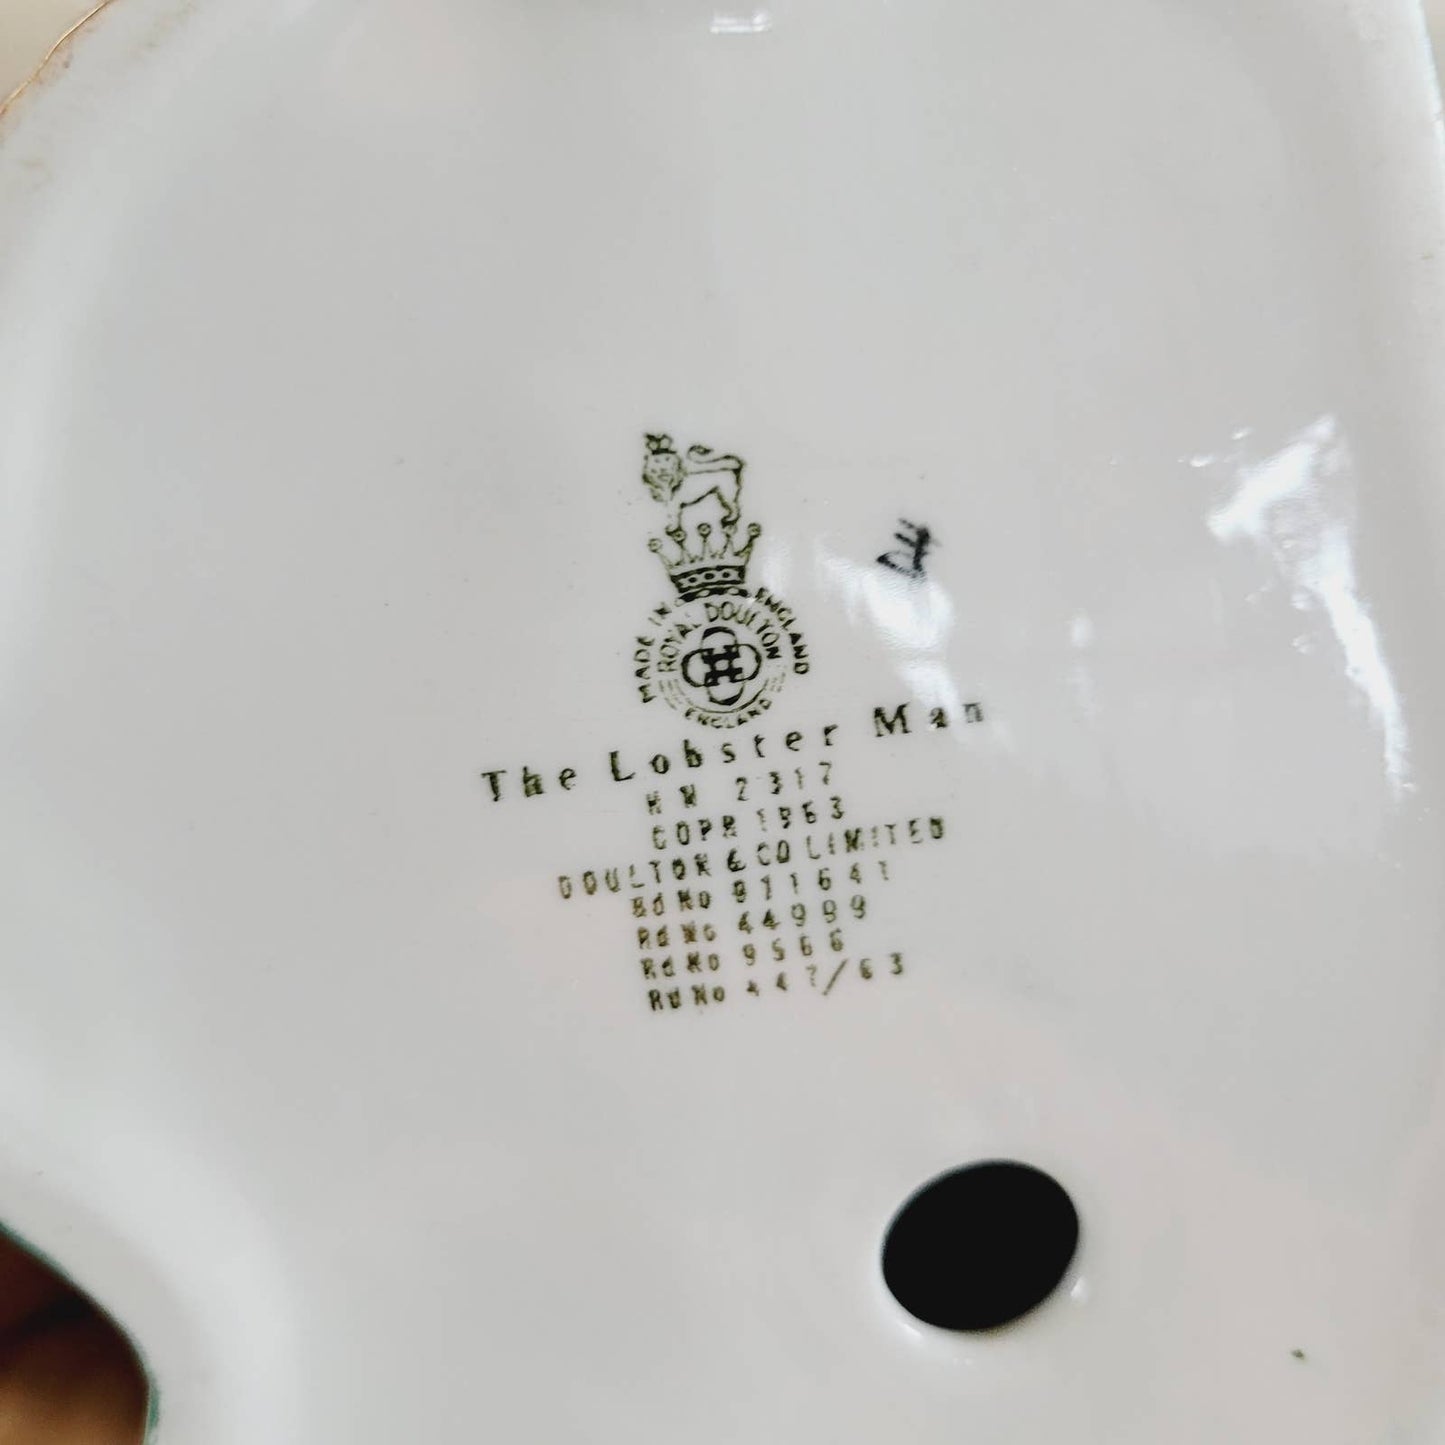 MADE IN ENGLAND
ROYAL DOULTON
ENGLAND
The Lobster Man
H N 2317
COPR 1963
DOULTON & CO LIMITED
Rd No 911641
Rd No 44999
Rd No 9566
Rd No 447/63